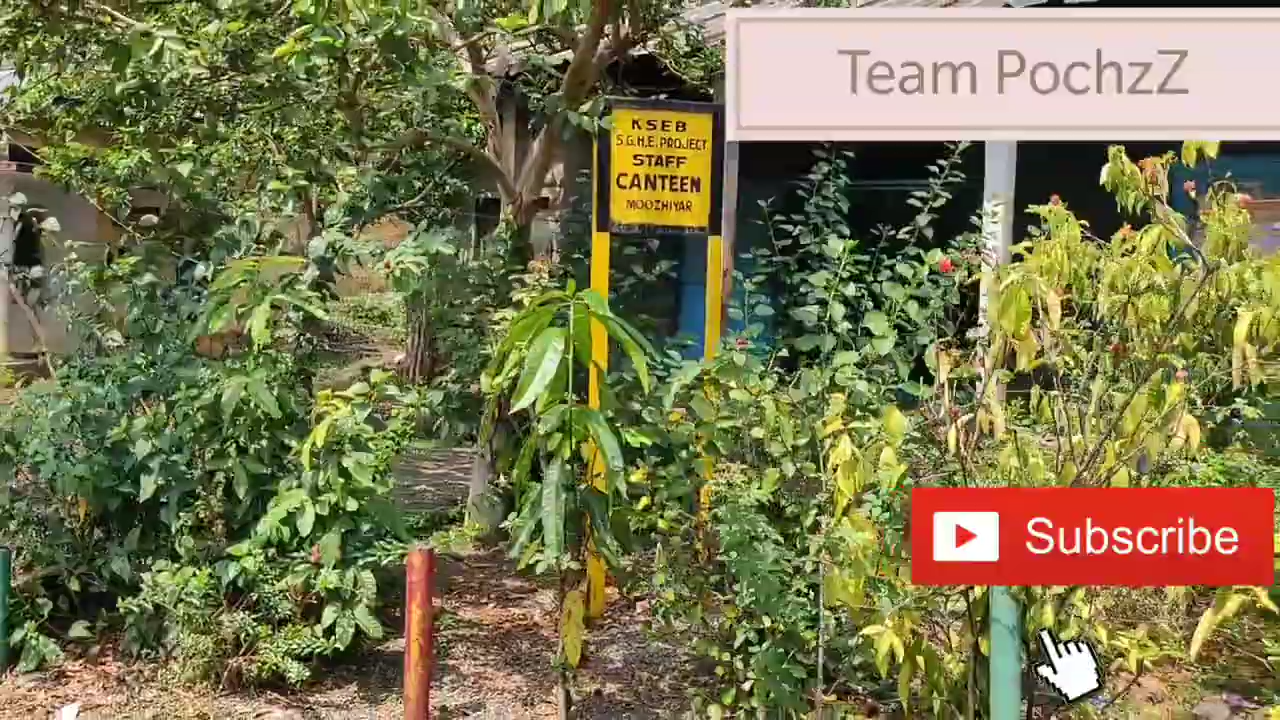 Team PochzZ
KSEB
S.G.H.E. PROJECT
STAFF
CANTEEN
MOOZHIYAR
Subscribe